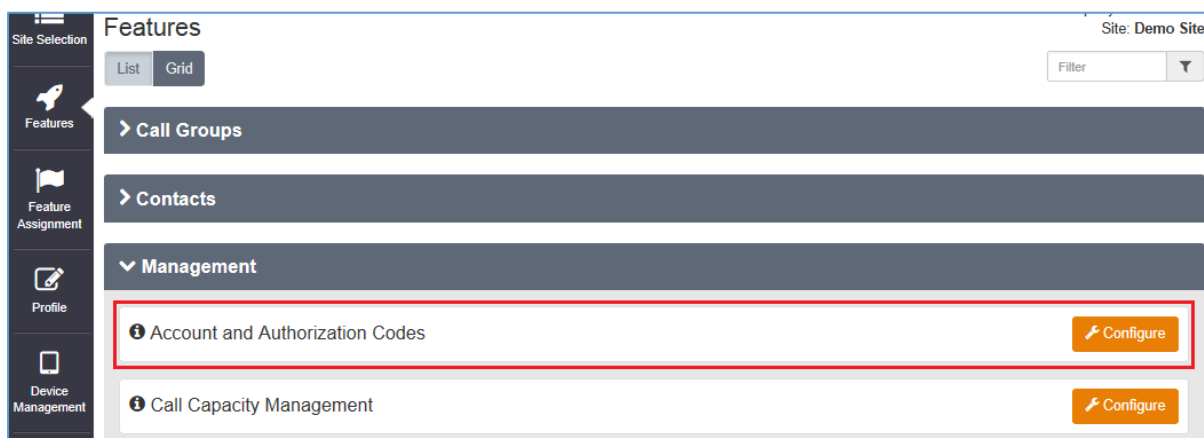 Site Selection
Features
Site: Demo Site
List
Grid
Filter
Features
Call Groups
Feature
Assignment
Contacts
Management
Profile
Account and Authorization Codes
Configure
Device
Management
Call Capacity Management
Configure